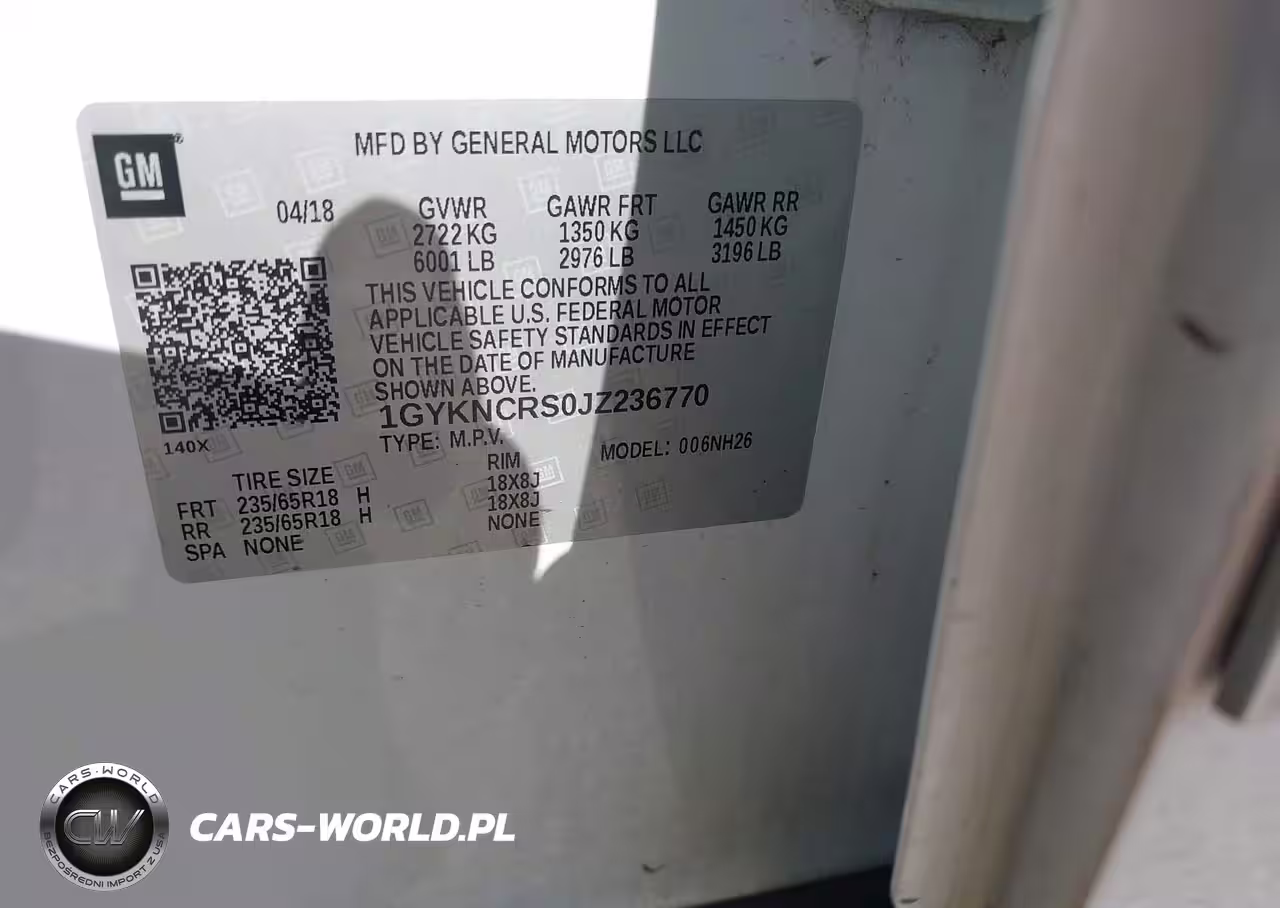 GM
MFD BY GENERAL MOTORS LLC
04/18 GVWR GAWR FRT GAWR RR
2722 KG 1350 KG 1450 KG
6001 LB 2976 LB 3196 LB
THIS VEHICLE CONFORMS TO ALL
APPLICABLE U.S. FEDERAL MOTOR
VEHICLE SAFETY STANDARDS IN EFFECT
ON THE DATE OF MANUFACTURE
SHOWN ABOVE.
1GYKNCRS0JZ236770
140X
TYPE: M.P.V. MODEL: 006NH26
TIRE SIZE RIM
FRT 235/65R18 H 18X8J
RR 235/65R18 H 18X8J
SPA NONE NONE
CARS-WORLD
CW
BEZPOŚREDNI IMPORT Z USA
CARS-WORLD.PL